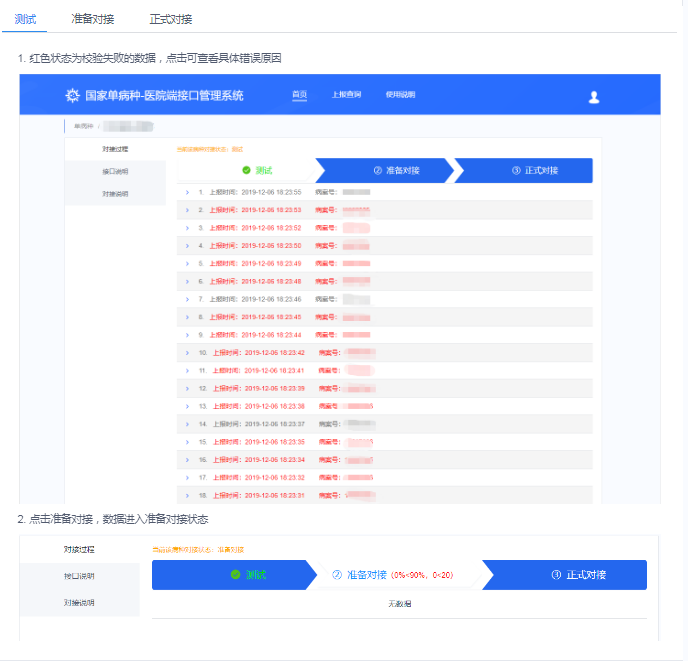 测试 准备对接 正式对接
1. 红色状态为校验失败的数据，点击可查看具体错误原因
国家单病种-医院端接口管理系统 首页 上报查询 使用说明
单病种 /
对接过程
接口说明
对接说明
当前该病种对接状态：测试
测试 ② 准备对接 ③ 正式对接
1. 上报时间：2019-12-06 18:23:55 病案号：
2. 上报时间：2019-12-06 18:23:53 病案号：
3. 上报时间：2019-12-06 18:23:52 病案号：
4. 上报时间：2019-12-06 18:23:50 病案号：
5. 上报时间：2019-12-06 18:23:49 病案号：
6. 上报时间：2019-12-06 18:23:48 病案号：
7. 上报时间：2019-12-06 18:23:46 病案号：
8. 上报时间：2019-12-06 18:23:45 病案号：
9. 上报时间：2019-12-06 18:23:44 病案号：
10. 上报时间：2019-12-06 18:23:42 病案号：
11. 上报时间：2019-12-06 18:23:41 病案号：
12. 上报时间：2019-12-06 18:23:39 病案号：
13. 上报时间：2019-12-06 18:23:38 病案号：
14. 上报时间：2019-12-06 18:23:37 病案号：
15. 上报时间：2019-12-06 18:23:35 病案号：
16. 上报时间：2019-12-06 18:23:34 病案号：
17. 上报时间：2019-12-06 18:23:32 病案号：
18. 上报时间：2019-12-06 18:23:31 病案号：
2. 点击准备对接，数据进入准备对接状态
对接过程
接口说明
对接说明
当前该病种对接状态：准备对接
测试 ② 准备对接 (0%<90%，0<20) ③ 正式对接
无数据